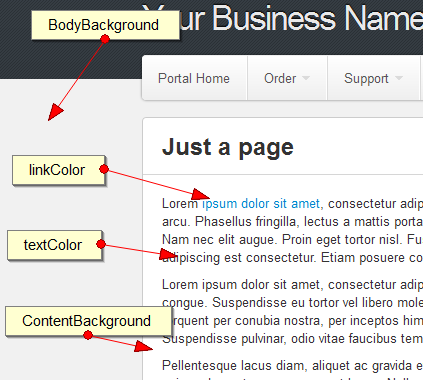 BodyBackground
Your Business Name
Portal Home
Order
Support
Just a page
linkColor
Lorem ipsum dolor sit amet, consectetur adip
arcu. Phasellus fringilla, lectus a mattis porta
Nam nec elit augue. Proin eget tortor nisl. Fu
textColor
adipiscing est consectetur. Etiam posuere co
Lorem ipsum dolor sit amet, consectetur adip
congue. Suspendisse eu tortor vel libero mole
ContentBackground
torquent per conubia nostra, per inceptos him
Suspendisse pulvinar, odio vitae faucibus tem
Pellentesque lacus diam, aliquet ac gravida e